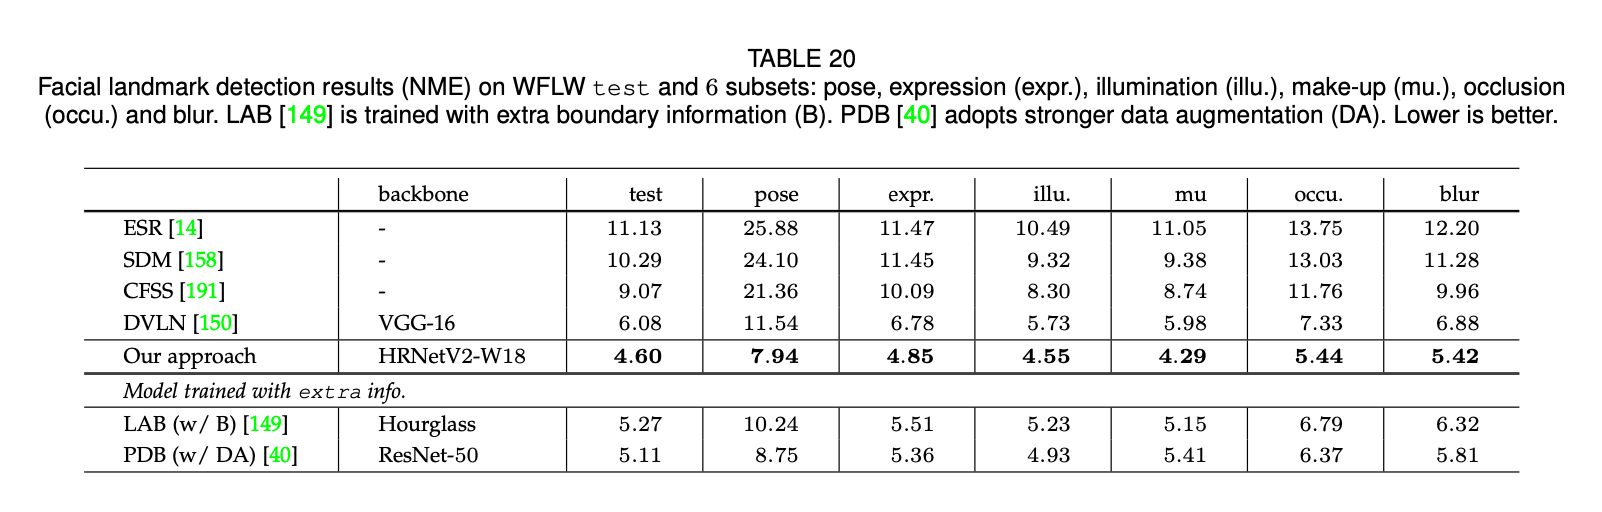 TABLE 20
Facial landmark detection results (NME) on WFLW test and 6 subsets: pose, expression (expr.), illumination (illu.), make-up (mu.), occlusion
(occu.) and blur. LAB [149] is trained with extra boundary information (B). PDB [40] adopts stronger data augmentation (DA). Lower is better.
backbone test pose expr. illu. mu occu. blur
ESR [14] - 11.13 25.88 11.47 10.49 11.05 13.75 12.20
SDM [158] - 10.29 24.10 11.45 9.32 9.38 13.03 11.28
CFSS [191] - 9.07 21.36 10.09 8.30 8.74 11.76 9.96
DVLN [150] VGG-16 6.08 11.54 6.78 5.73 5.98 7.33 6.88
Our approach HRNetV2-W18 4.60 7.94 4.85 4.55 4.29 5.44 5.42
Model trained with extra info.
LAB (w/ B) [149] Hourglass 5.27 10.24 5.51 5.23 5.15 6.79 6.32
PDB (w/ DA) [40] ResNet-50 5.11 8.75 5.36 4.93 5.41 6.37 5.81